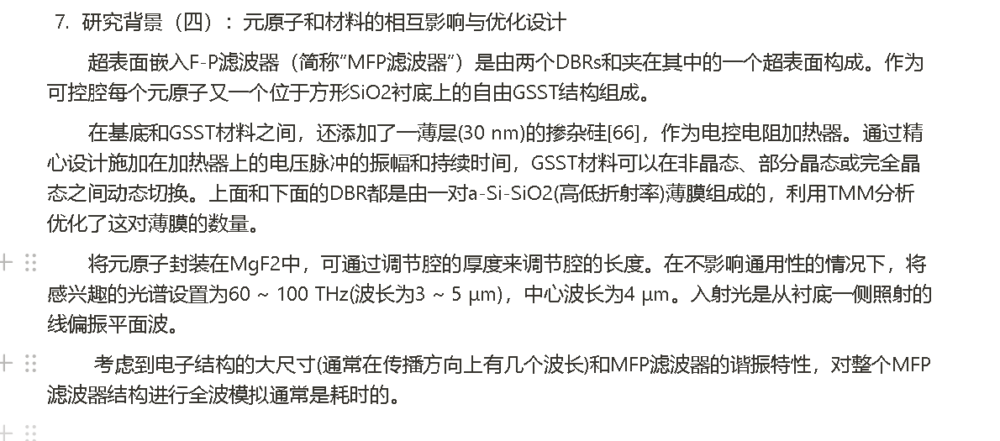 7. 研究背景（四）：元原子和材料的相互影响与优化设计
超表面嵌入F-P滤波器（简称"MFP滤波器"）是由两个DBRs和夹在其中的一个超表面构成。作为
可控腔每个元原子又一个位于方形SiO2衬底上的自由GSST结构组成。
在基底和GSST材料之间，还添加了一薄层(30 nm)的掺杂硅[66]，作为电控电阻加热器。通过精
心设计施加在加热器上的电压脉冲的振幅和持续时间，GSST材料可以在非晶态、部分晶态或完全晶
态之间动态切换。上面和下面的DBR都是由一对a-Si-SiO2(高低折射率)薄膜组成的，利用TMM分析
优化了这对薄膜的数量。
将元原子封装在MgF2中，可通过调节腔的厚度来调节腔的长度。在不影响通用性的情况下，将
感兴趣的光谱设置为60 ~ 100 THz(波长为3 ~ 5 μm)，中心波长为4 μm。入射光是从衬底一侧照射的
线偏振平面波。
考虑到电子结构的大尺寸(通常在传播方向上有几个波长)和MFP滤波器的谐振特性，对整个MFP
滤波器结构进行全波模拟通常是耗时的。